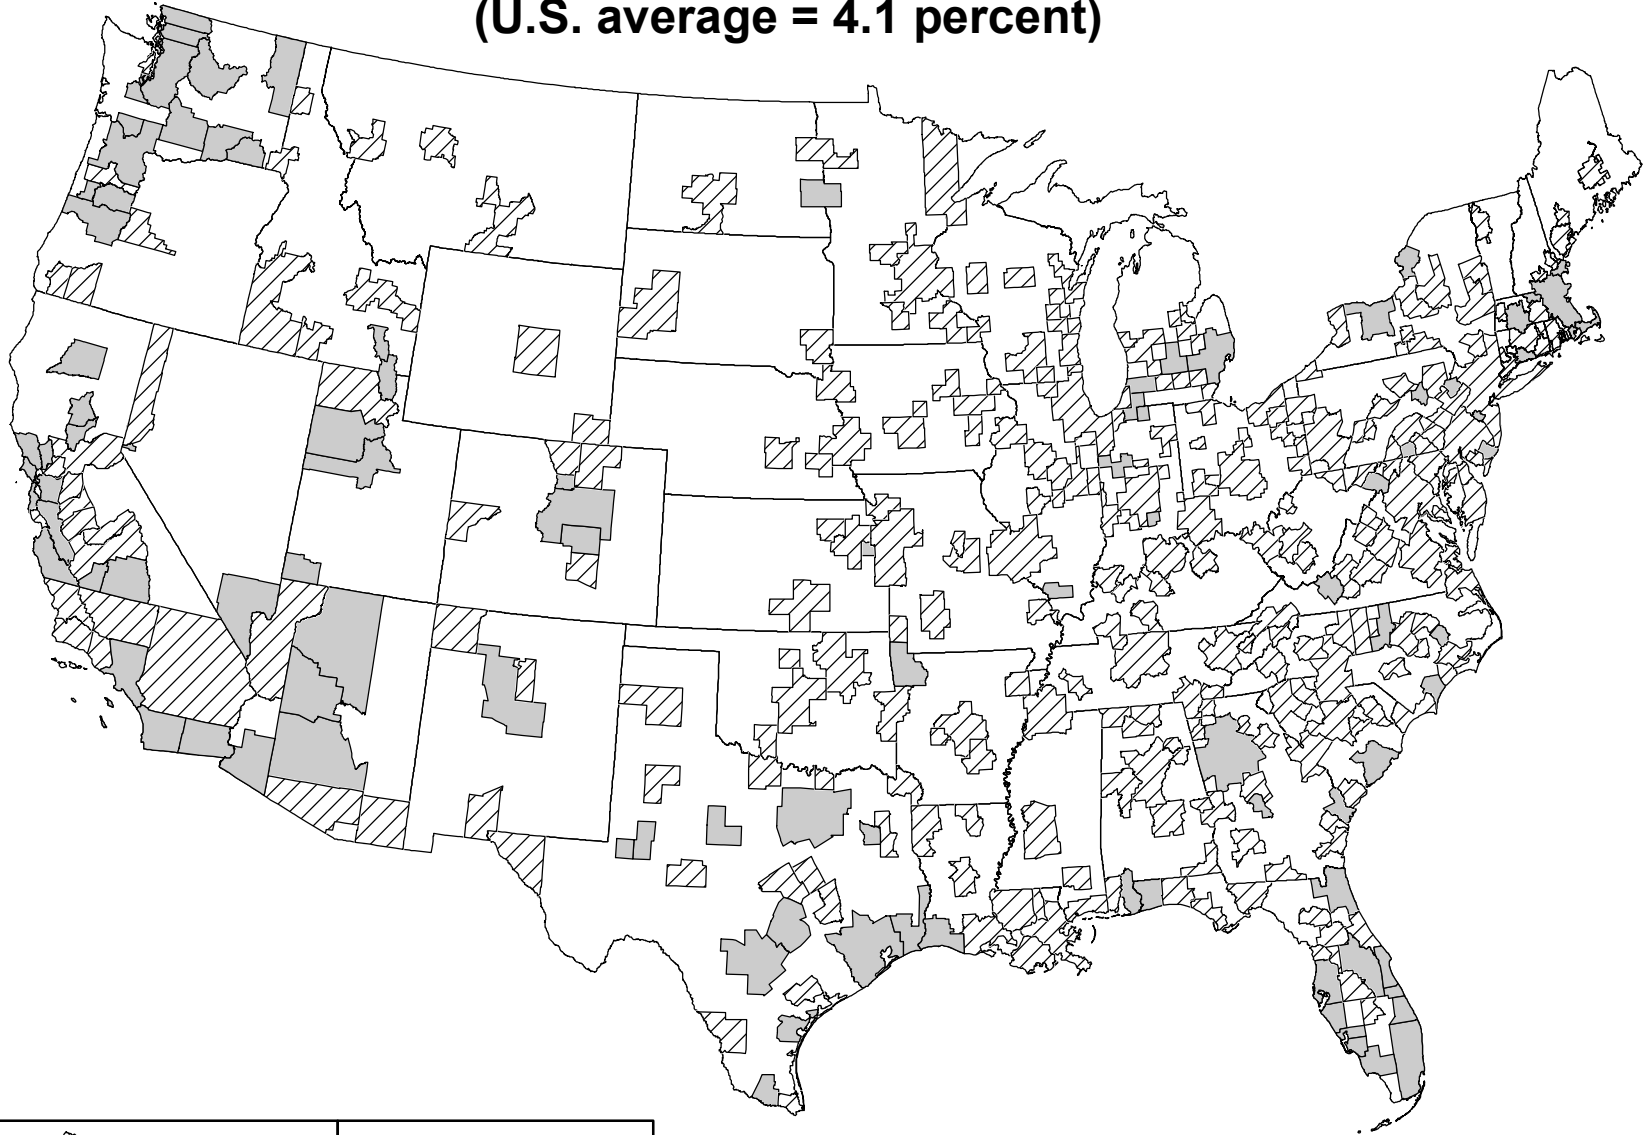 (U.S. average = 4.1 percent)